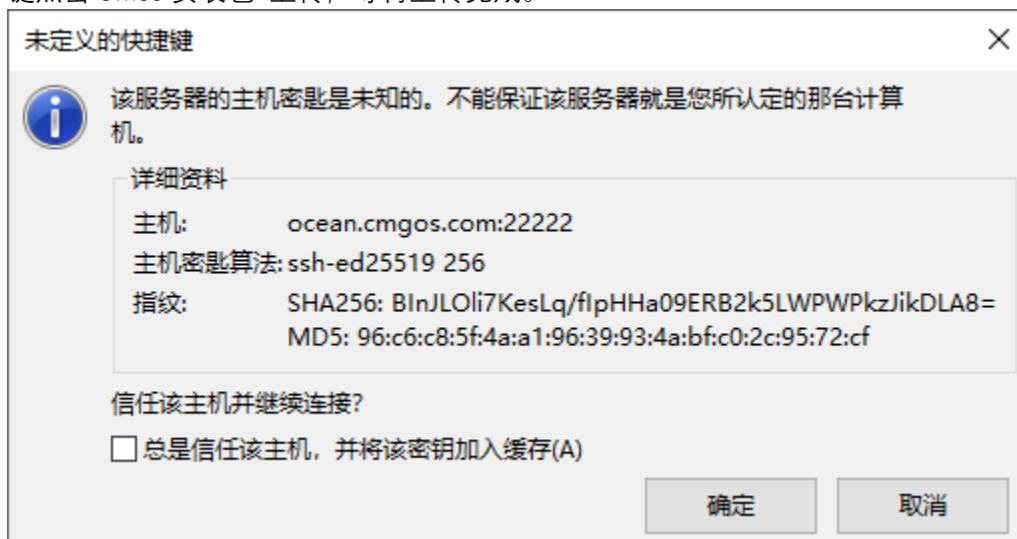 未定义的快捷键
该服务器的主机密匙是未知的。不能保证该服务器就是您所认定的那台计算
机。
详细资料
主机: ocean.cmgos.com:22222
主机密匙算法: ssh-ed25519 256
指纹: SHA256: BInJLOli7KesLq/flpHHa09ERB2k5LWPWPkzJikDLA8=
MD5: 96:c6:c8:5f:4a:a1:96:39:93:4a:bf:c0:2c:95:72:cf
信任该主机并继续连接?
总是信任该主机，并将该密钥加入缓存(A)
确定 取消